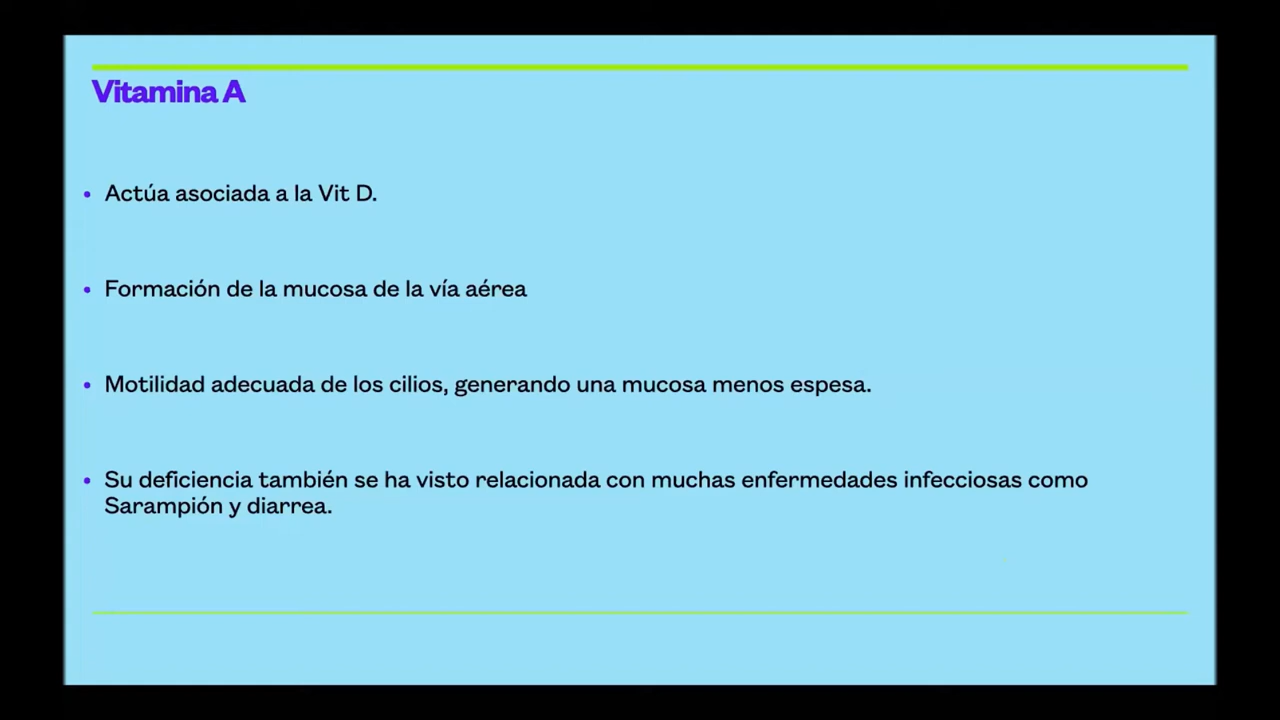 Vitamina A
• Actúa asociada a la Vit D.
• Formación de la mucosa de la vía aérea
• Motilidad adecuada de los cilios, generando una mucosa menos espesa.
• Su deficiencia también se ha visto relacionada con muchas enfermedades infecciosas como
Sarampión y diarrea.